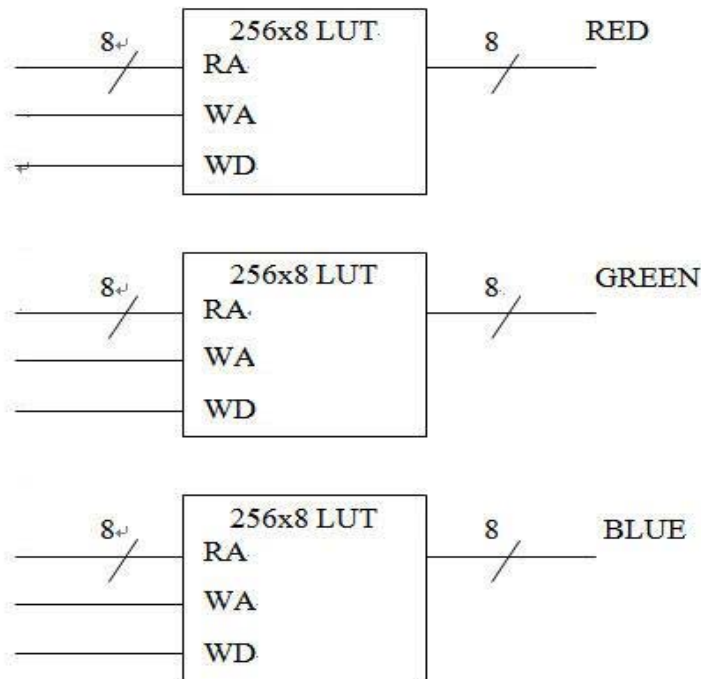 256x8 LUT
8↵ RA 8 RED
WA
↵ WD
256x8 LUT
8↵ RA 8 GREEN
WA
WD
256x8 LUT
8↵ RA 8 BLUE
WA
WD